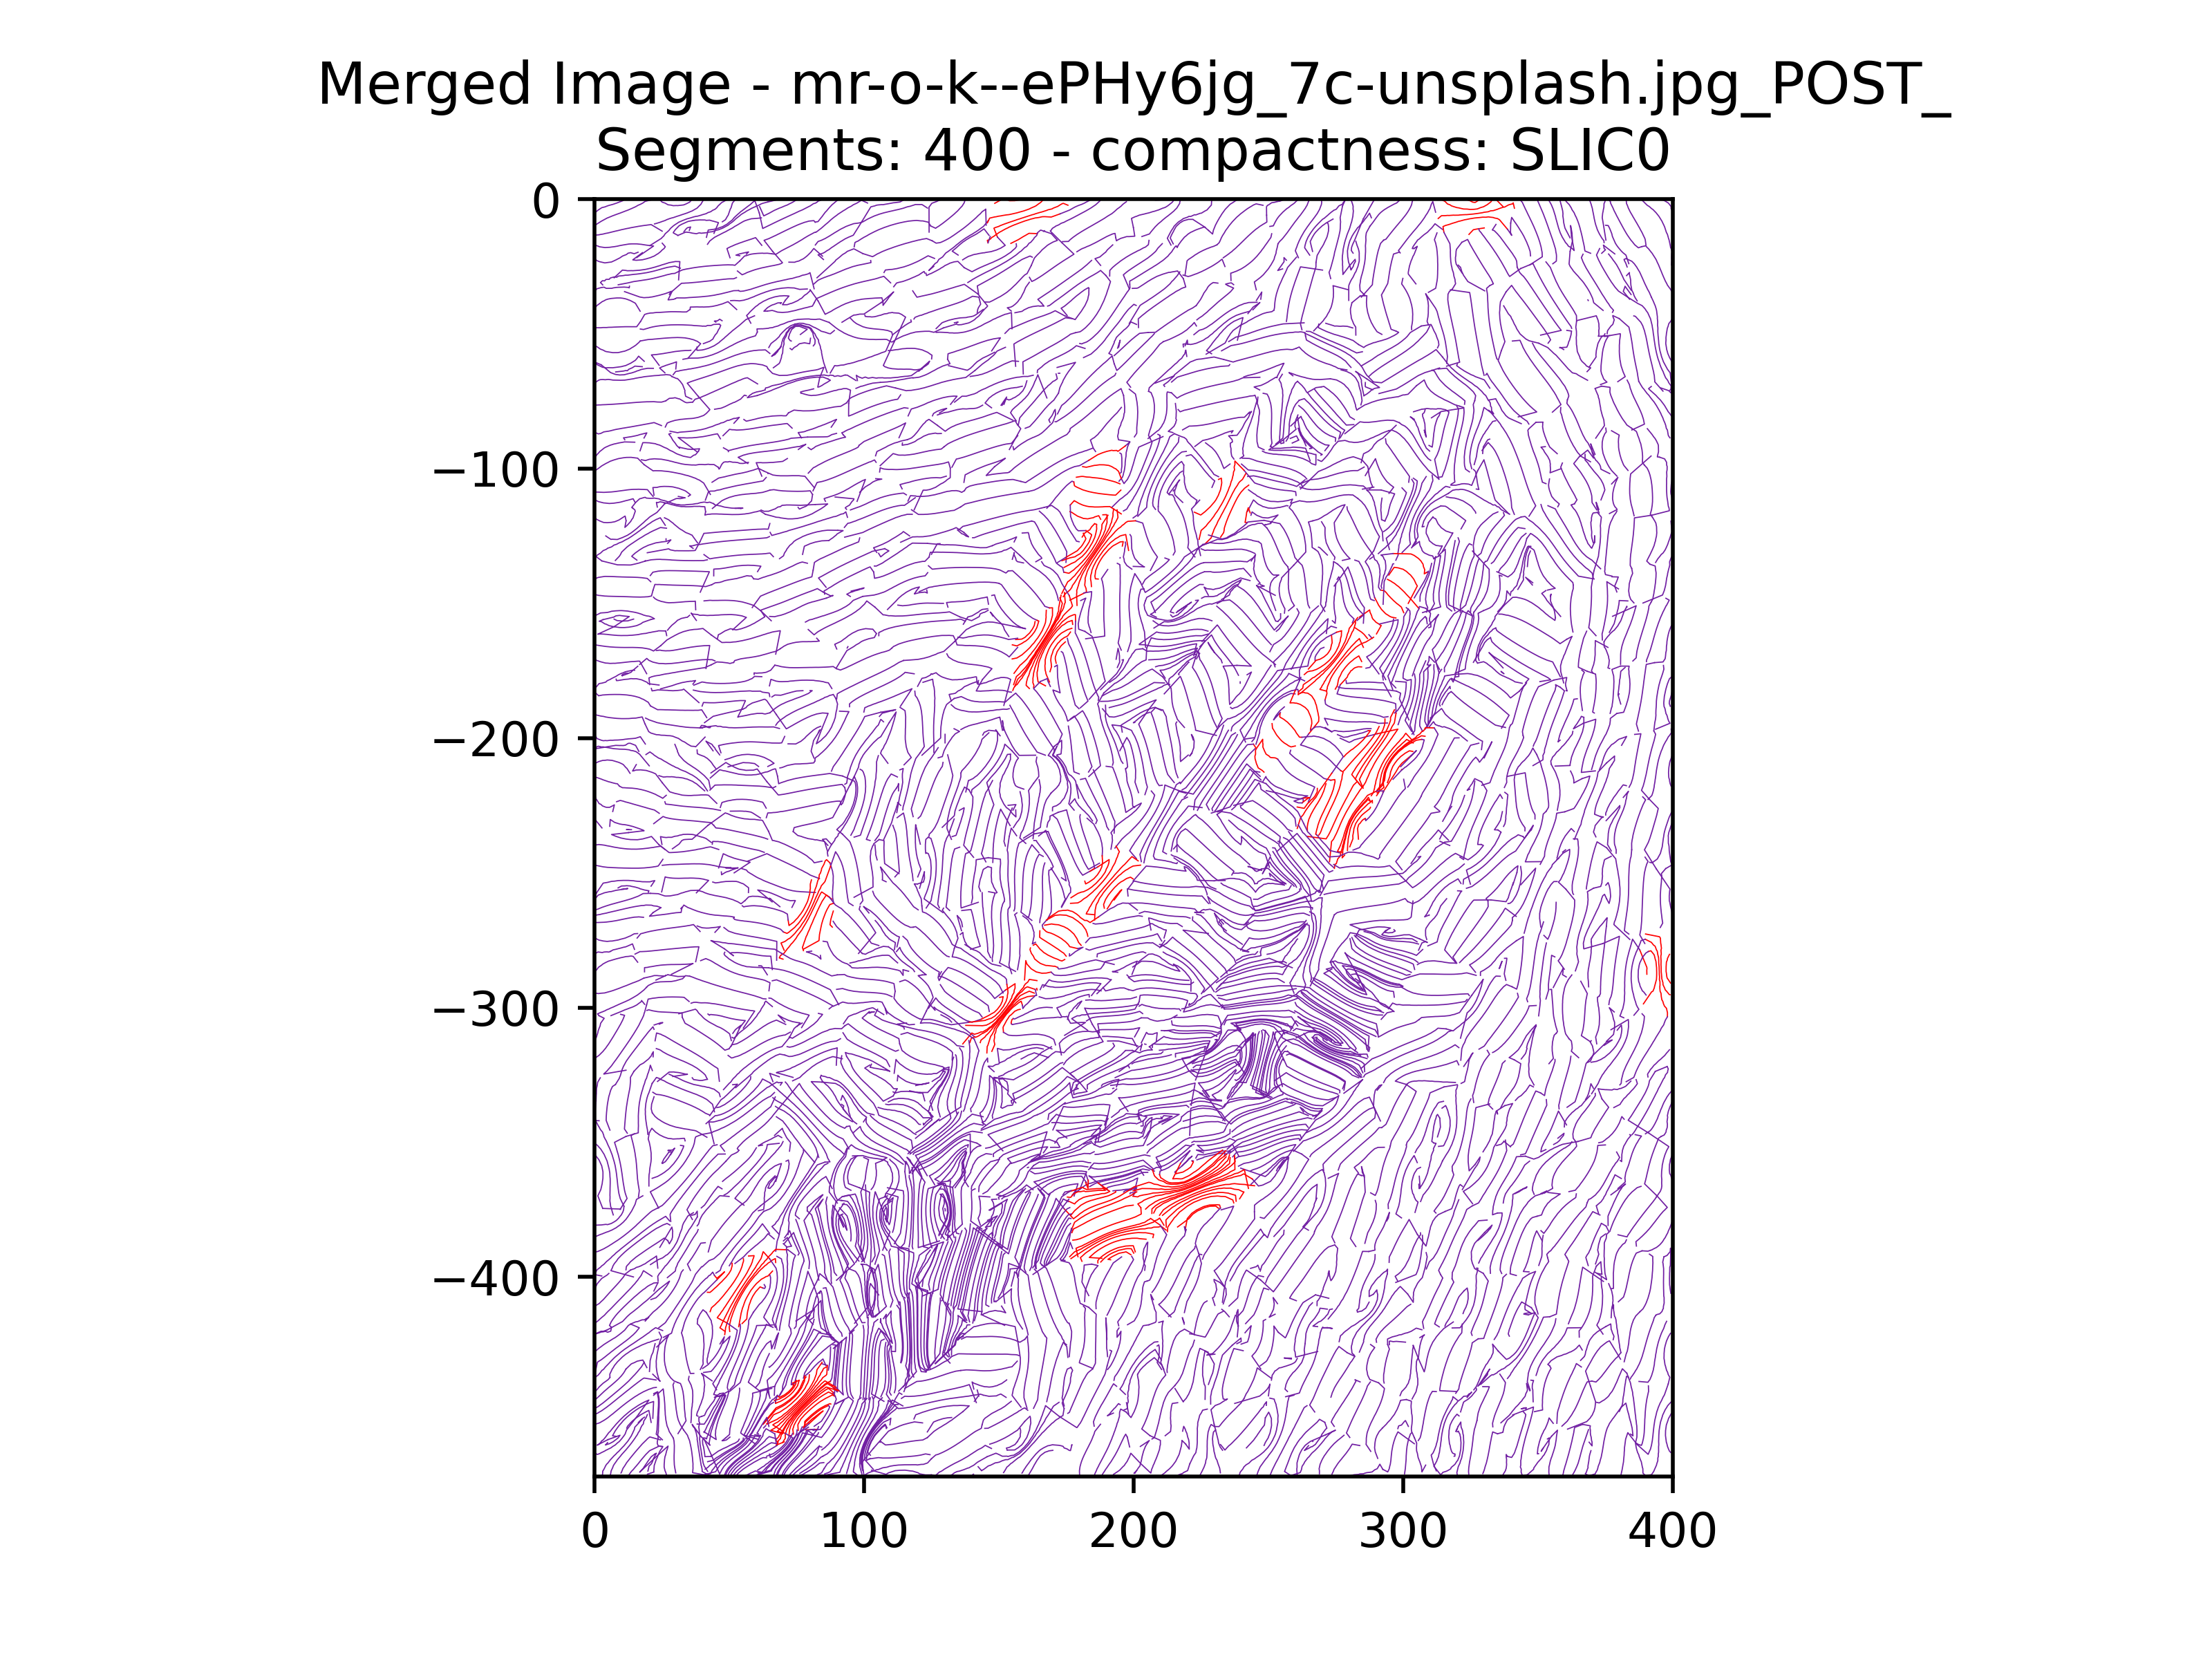 Merged Image - mr-o-k--ePHy6jg_7c-unsplash.jpg_POST_
Segments: 400 - compactness: SLIC0
0
−100
−200
−300
−400
0 100 200 300 400